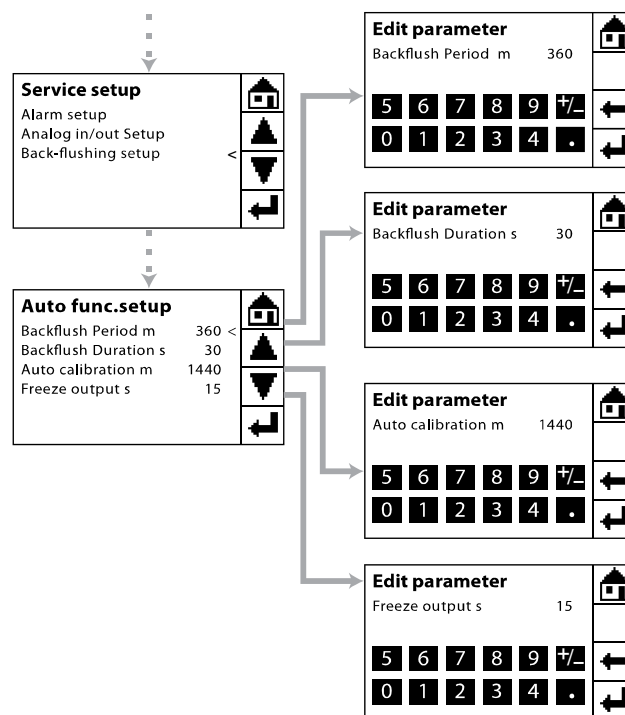 Service setup
Alarm setup
Analog in/out Setup
Back-flushing setup <
Auto func.setup
Backflush Period m 360 <
Backflush Duration s 30
Auto calibration m 1440
Freeze output s 15
Edit parameter
Backflush Period m 360
5 6 7 8 9 +/-
0 1 2 3 4 .
Edit parameter
Backflush Duration s 30
5 6 7 8 9 +/-
0 1 2 3 4 .
Edit parameter
Auto calibration m 1440
5 6 7 8 9 +/-
0 1 2 3 4 .
Edit parameter
Freeze output s 15
5 6 7 8 9 +/-
0 1 2 3 4 .